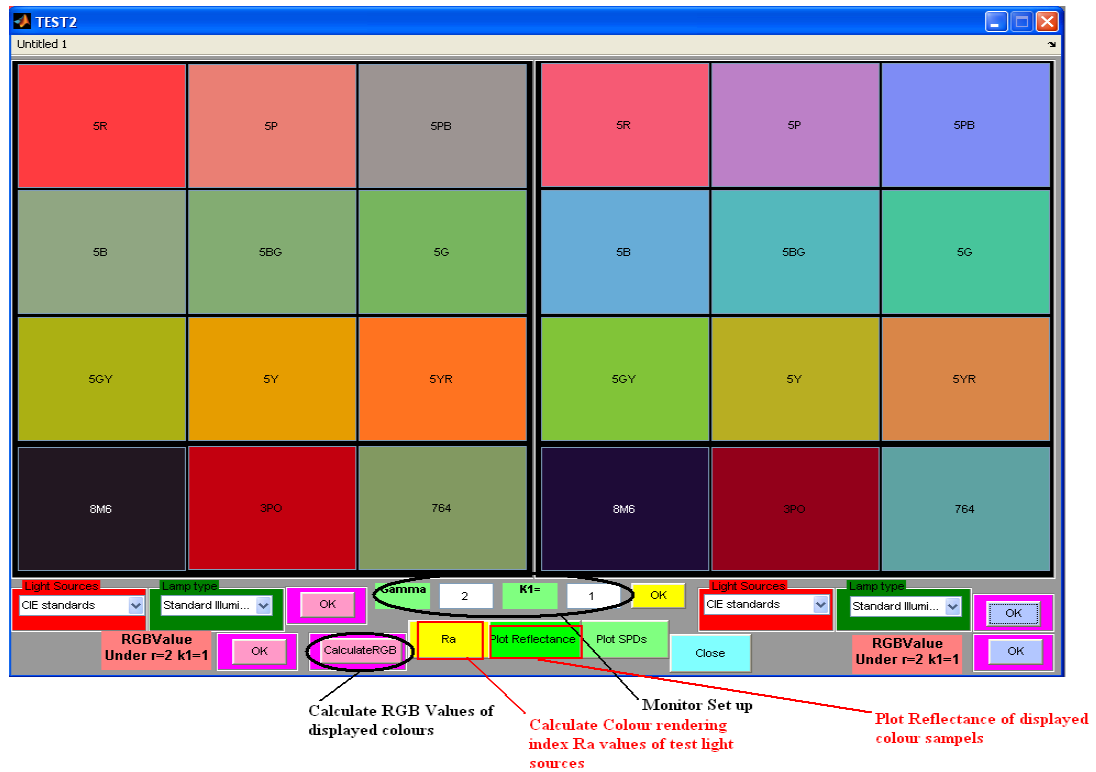 TEST2
Untitled 1
5R 5P 5PB 5R 5P 5PB
5B 5BG 5G 5B 5BG 5G
5GY 5Y 5YR 5GY 5Y 5YR
8M6 3PO 764 8M6 3PO 764
Light Sources Lamp type Gamma 2 K1= 1 OK Light Sources Lamp type
CIE standards Standard Illumi... OK CIE standards Standard Illumi... OK
RGBValue
Under r=2 k1=1
OK CalculateRGB Ra Plot Reflectance Plot SPDs Close
RGBValue
Under r=2 k1=1
OK
Calculate RGB Values of
displayed colours
Calculate Colour rendering
index Ra values of test light
sources
Monitor Set up
Plot Reflectance of displayed
colour sampels